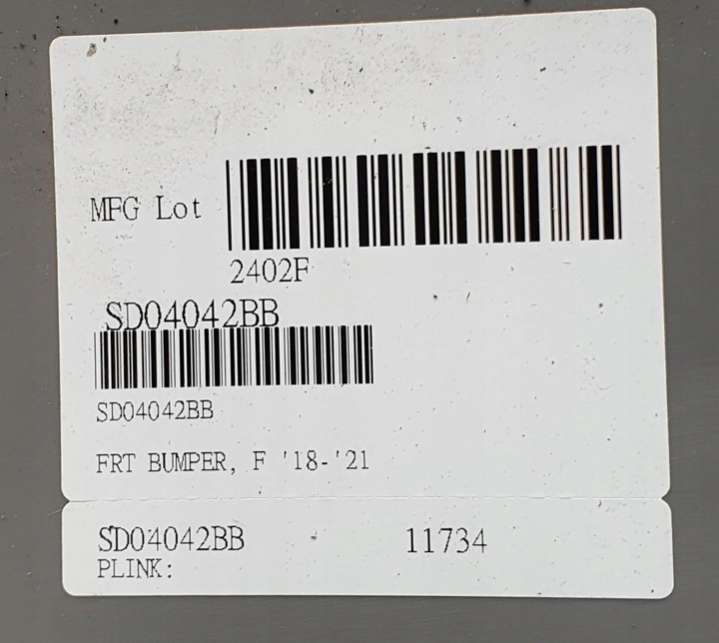 MFG Lot
2402F
SD04042BB
SD04042BB
FRT BUMPER, F '18-'21
SD04042BB 11734
PLINK: